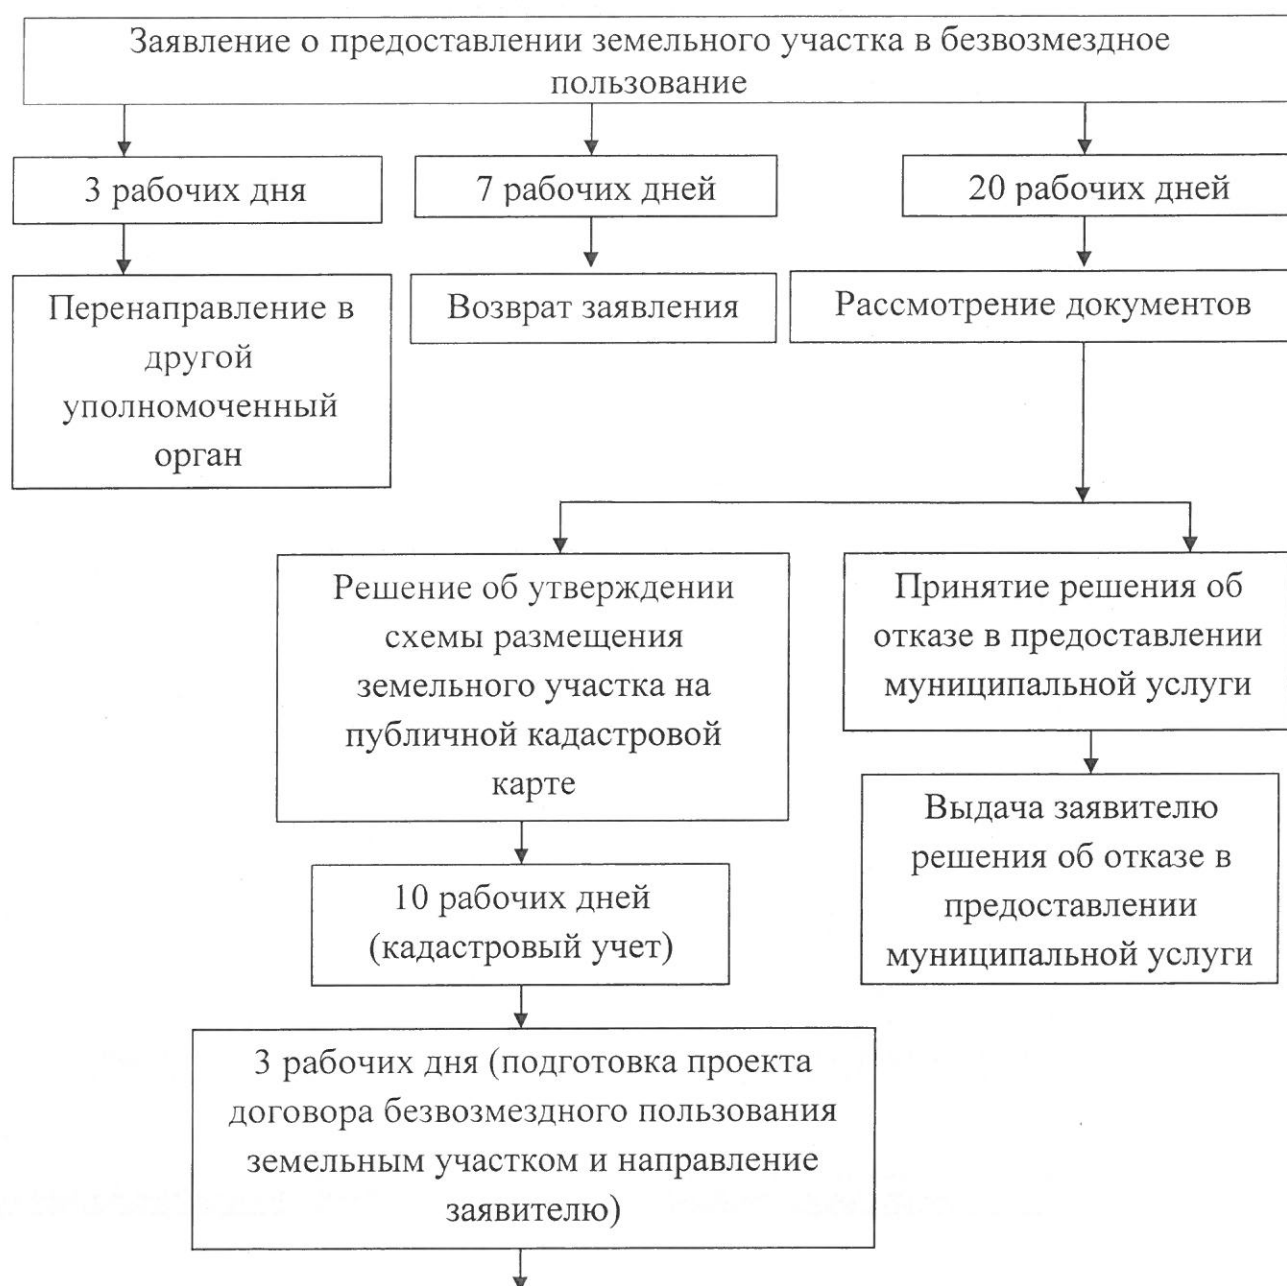 Заявление о предоставлении земельного участка в безвозмездное
пользование
3 рабочих дня
7 рабочих дней
20 рабочих дней
Перенаправление в
другой
уполномоченный
орган
Возврат заявления
Рассмотрение документов
Решение об утверждении
схемы размещения
земельного участка на
публичной кадастровой
карте
Принятие решения об
отказе в предоставлении
муниципальной услуги
Выдача заявителю
решения об отказе в
предоставлении
муниципальной услуги
10 рабочих дней
(кадастровый учет)
3 рабочих дня (подготовка проекта
договора безвозмездного пользования
земельным участком и направление
заявителю)